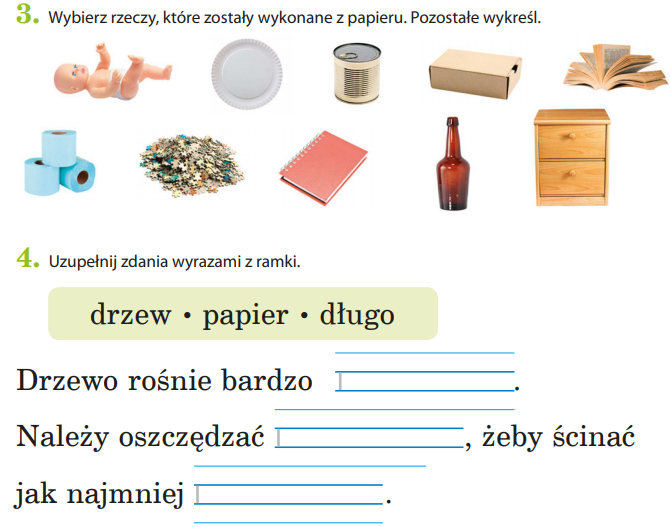 3. Wybierz rzeczy, które zostały wykonane z papieru. Pozostałe wykreśl.
4. Uzupełnij zdania wyrazami z ramki.
drzew • papier • długo
Drzewo rośnie bardzo .
Należy oszczędzać , żeby ścinać
jak najmniej .